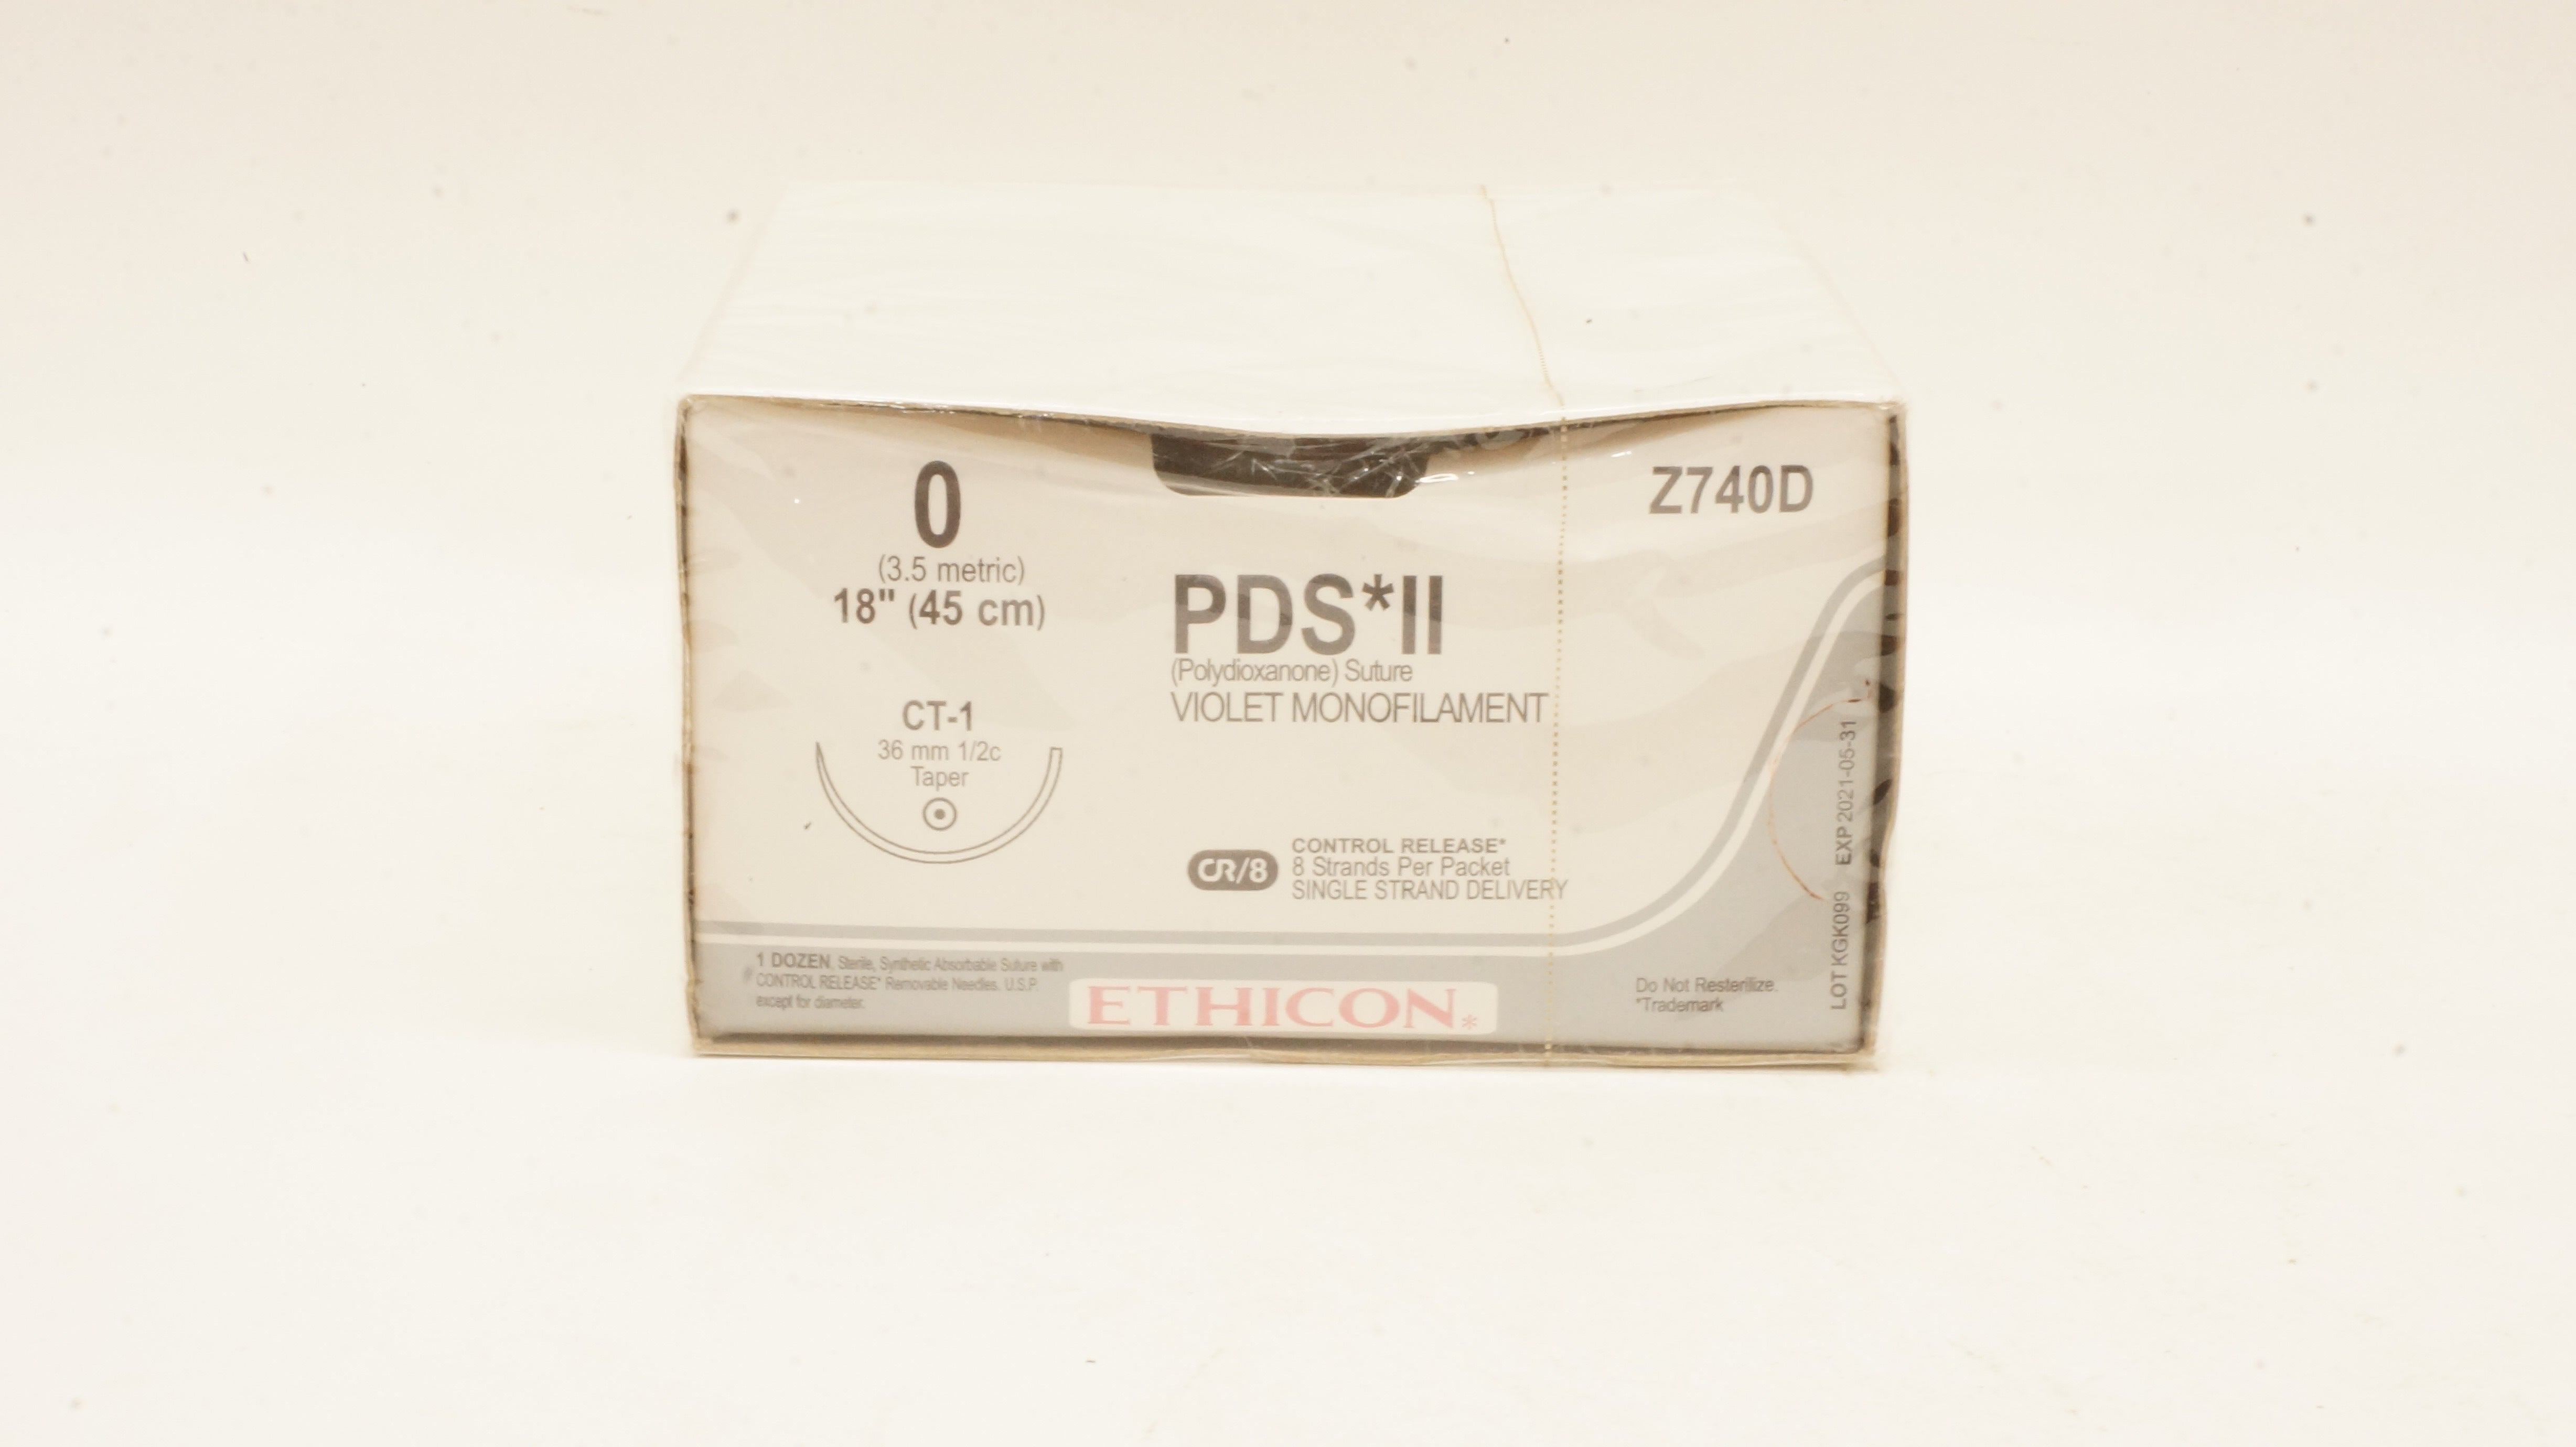 0
(3.5 metric)
18" (45 cm)
CT-1
36 mm 1/2c
Taper
Z740D
PDS*II
(Polydioxanone) Suture
VIOLET MONOFILAMENT
CR/8
CONTROL RELEASE*
8 Strands Per Packet
SINGLE STRAND DELIVERY
1 DOZEN, Sterile, Synthetic Absorbable Suture with
CONTROL RELEASE* Removable Needles. U.S.P.
except for diameter.
ETHICON*
Do Not Resterilize.
*Trademark
LOT KGK099 EXP 2021-05-31